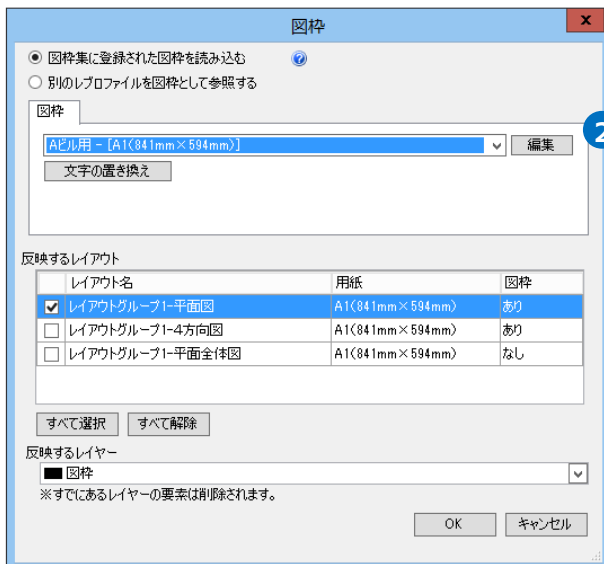 図枠
x
図枠集に登録された図枠を読み込む ?
別のレブロファイルを図枠として参照する
図枠
Aビル用 - [A1(841mm×594mm)] 編集 2
文字の置き換え
反映するレイアウト
レイアウト名 用紙 図枠
レイアウトグループ1-平面図 A1(841mm×594mm) あり
レイアウトグループ1-4方向図 A1(841mm×594mm) あり
レイアウトグループ1-平面全体図 A1(841mm×594mm) なし
すべて選択 すべて解除
反映するレイヤー
図枠
※すでにあるレイヤーの要素は削除されます。
OK キャンセル